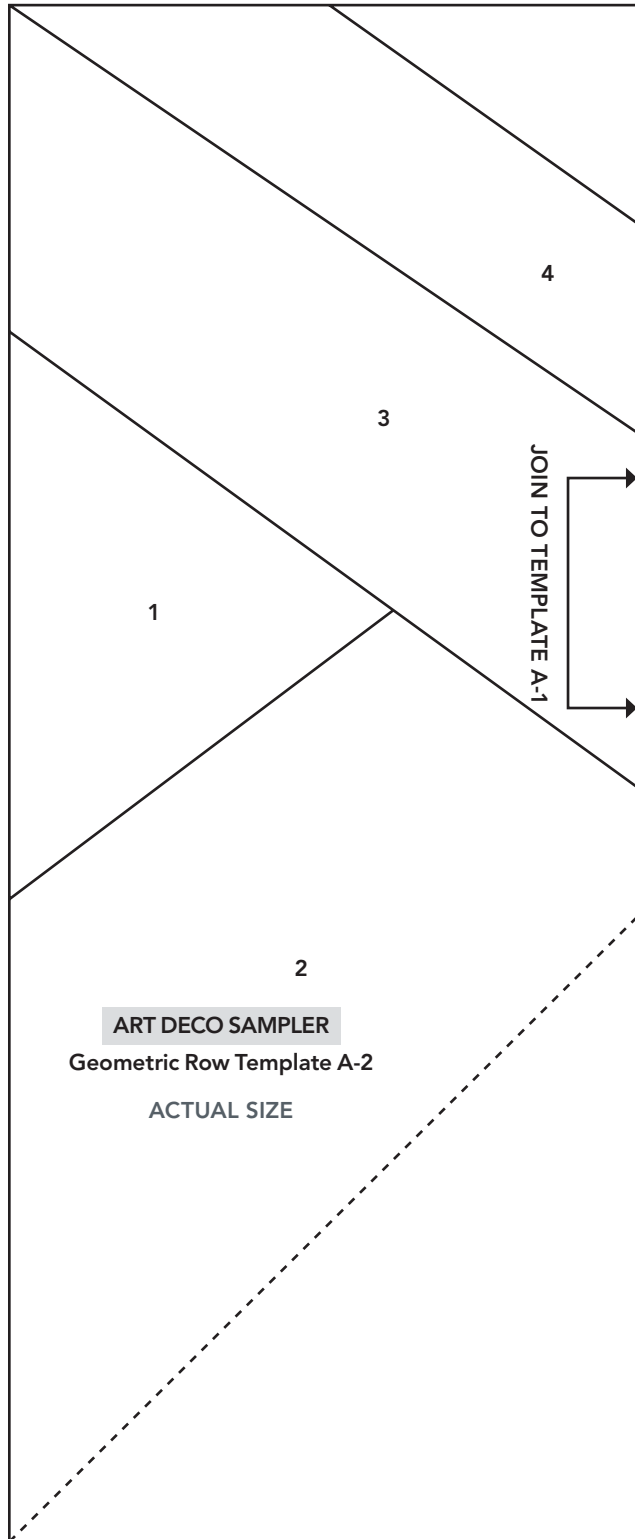 4
3
JOIN TO TEMPLATE A-1
1
2
ART DECO SAMPLER
Geometric Row Template A-2
ACTUAL SIZE